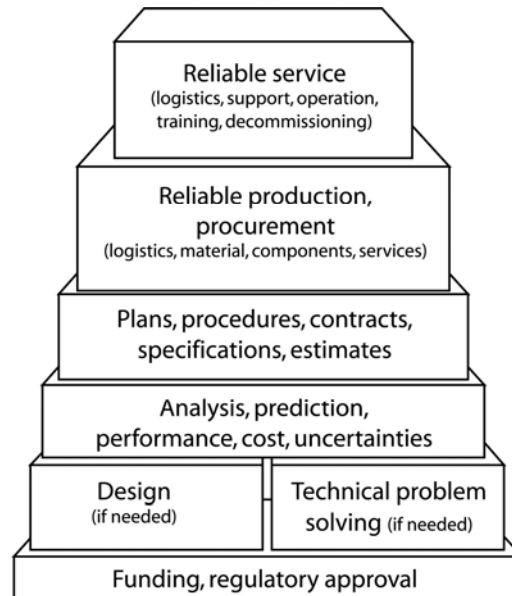 Reliable service
(logistics, support, operation,
training, decommissioning)
Reliable production,
procurement
(logistics, material, components, services)
Plans, procedures, contracts,
specifications, estimates
Analysis, prediction,
performance, cost, uncertainties
Design
(if needed)
Technical problem
solving (if needed)
Funding, regulatory approval